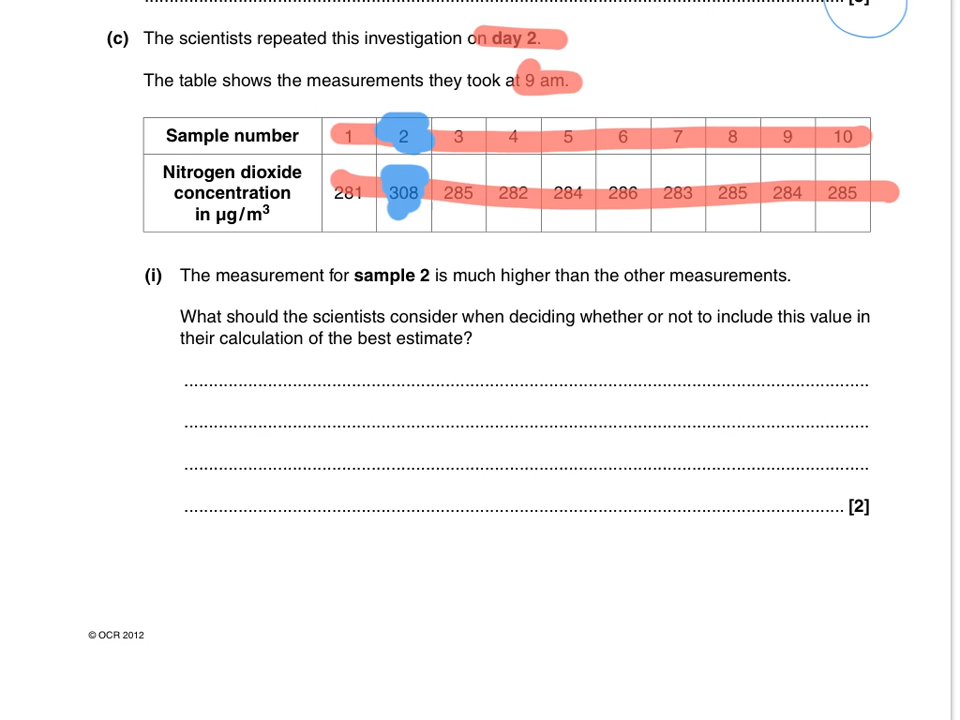 (c) The scientists repeated this investigation on day 2.
The table shows the measurements they took at 9 am.
Sample number 1 2 3 4 5 6 7 8 9 10
Nitrogen dioxide
concentration
in µg/m³ 281 308 285 282 284 286 283 285 284 285
(i) The measurement for sample 2 is much higher than the other measurements.
What should the scientists consider when deciding whether or not to include this value in
their calculation of the best estimate?
[2]
© OCR 2012